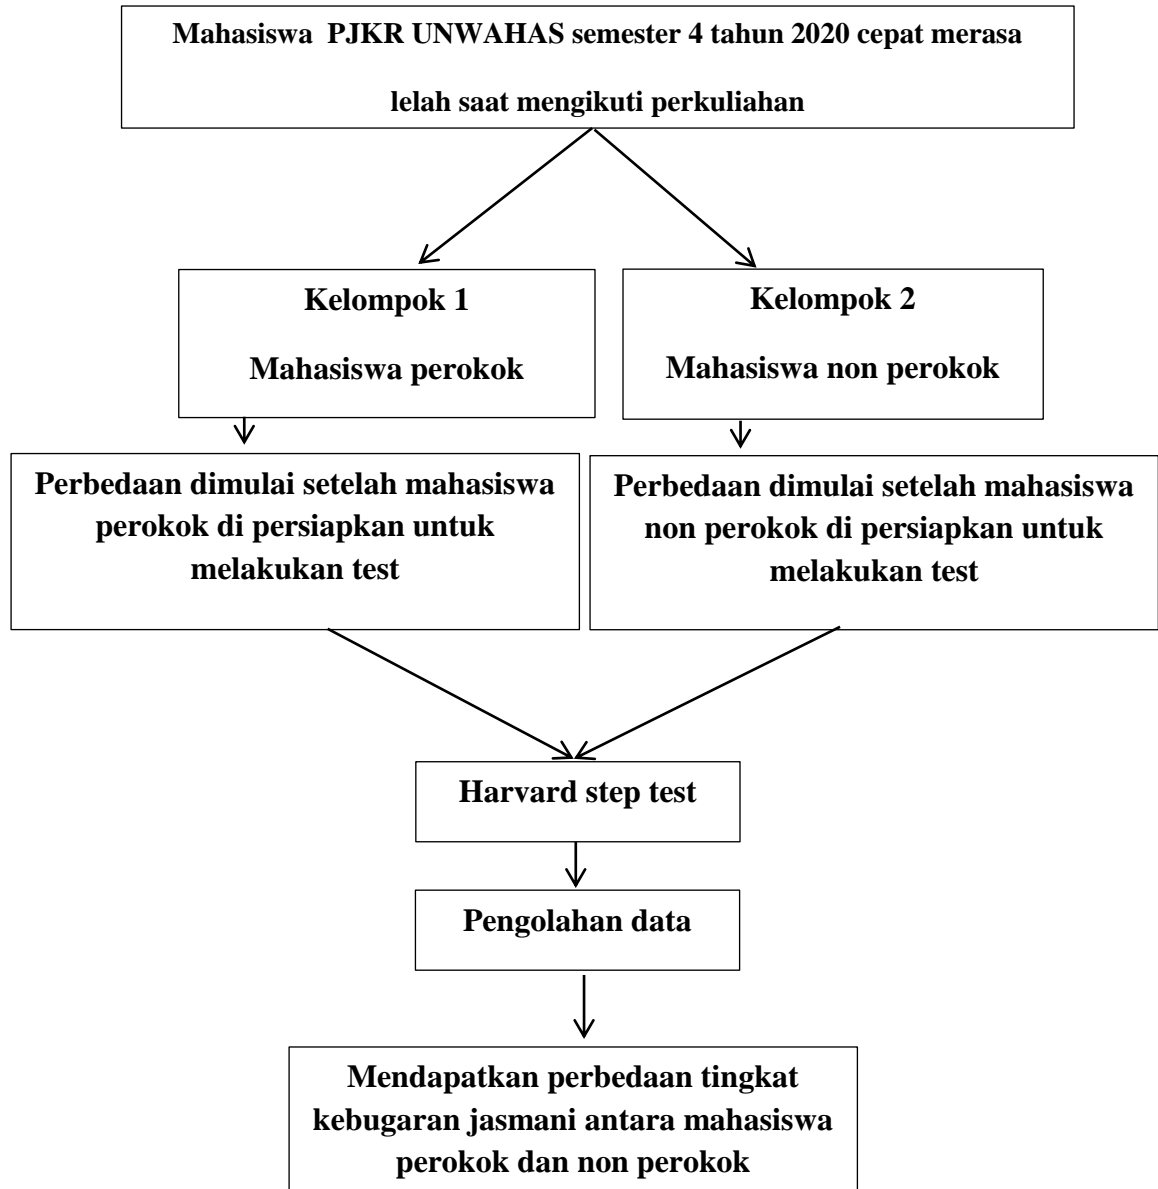 Mahasiswa PJKR UNWAHAS semester 4 tahun 2020 cepat merasa
lelah saat mengikuti perkuliahan
Kelompok 1
Mahasiswa perokok
Kelompok 2
Mahasiswa non perokok
Perbedaan dimulai setelah mahasiswa
perokok di persiapkan untuk
melakukan test
Perbedaan dimulai setelah mahasiswa
non perokok di persiapkan untuk
melakukan test
Harvard step test
Pengolahan data
Mendapatkan perbedaan tingkat
kebugaran jasmani antara mahasiswa
perokok dan non perokok